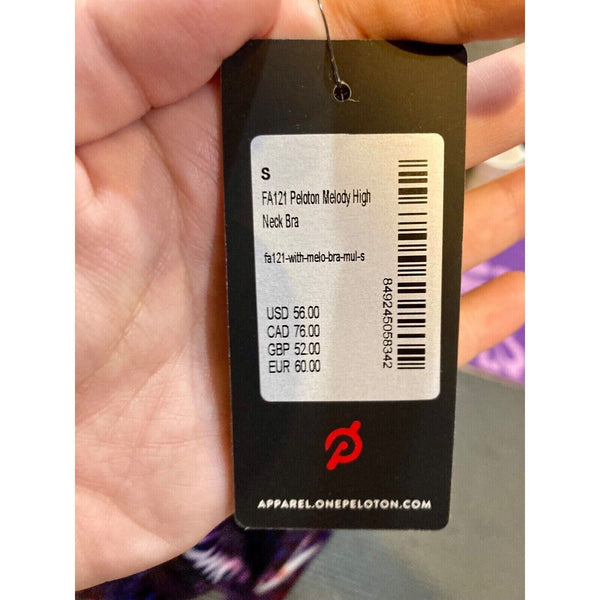 S
FA121 Peloton Melody High
Neck Bra
fa121-with-melo-bra-mul-s
USD 56.00
CAD 76.00
GBP 52.00
EUR 60.00
849245058342
APPAREL.ONEPELOTON.COM